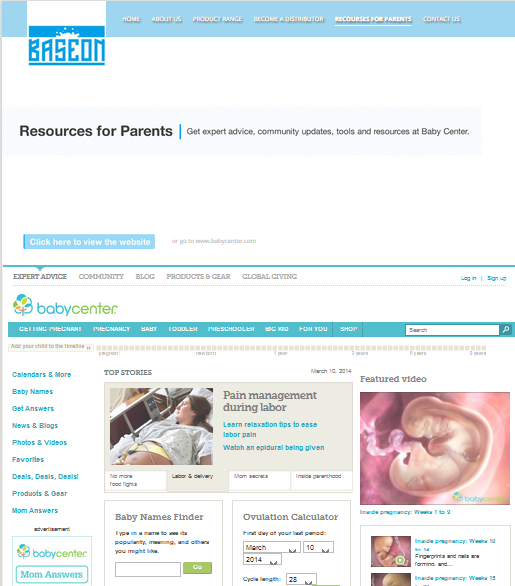 HOME ABOUT US PRODUCT RANGE BECOME A DISTRIBUTOR RECOURSES FOR PARENTS CONTACT US
BASEON
Resources for Parents Get expert advice, community updates, tools and resources at Baby Center.
Click here to view the website or go to www.babycenter.com
EXPERT ADVICE COMMUNITY BLOG PRODUCTS & GEAR GLOBAL GIVING Log in | Sign up
babycenter
GETTING PREGNANT PREGNANCY BABY TODDLER PRESCHOOLER BIG KID FOR YOU SHOP Search
Add your child to the timeline »
pregnant newborn 1 year 3 years 5 years 9 years
Calendars & More
Baby Names
Get Answers
News & Blogs
Photos & Videos
Favorites
Deals, Deals, Deals!
Products & Gear
Mom Answers
advertisement
babycenter
Mom Answers
TOP STORIES March 10, 2014
Pain management
during labor
Learn relaxation tips to ease
labor pain
Watch an epidural being given
No more
food fights
Labor & delivery
Mom secrets
Inside parenthood
Baby Names Finder
Type in a name to see its
popularity, meaning, and others
you might like.
Go
Ovulation Calculator
First day of your last period:
March 10
2014
Cycle length: 28
Featured video
babycenter
Inside pregnancy: Weeks 1 to 9
Inside pregnancy: Weeks 10
to 14
Fingerprints and nails are
forming, and...
Inside pregnancy: Weeks 15